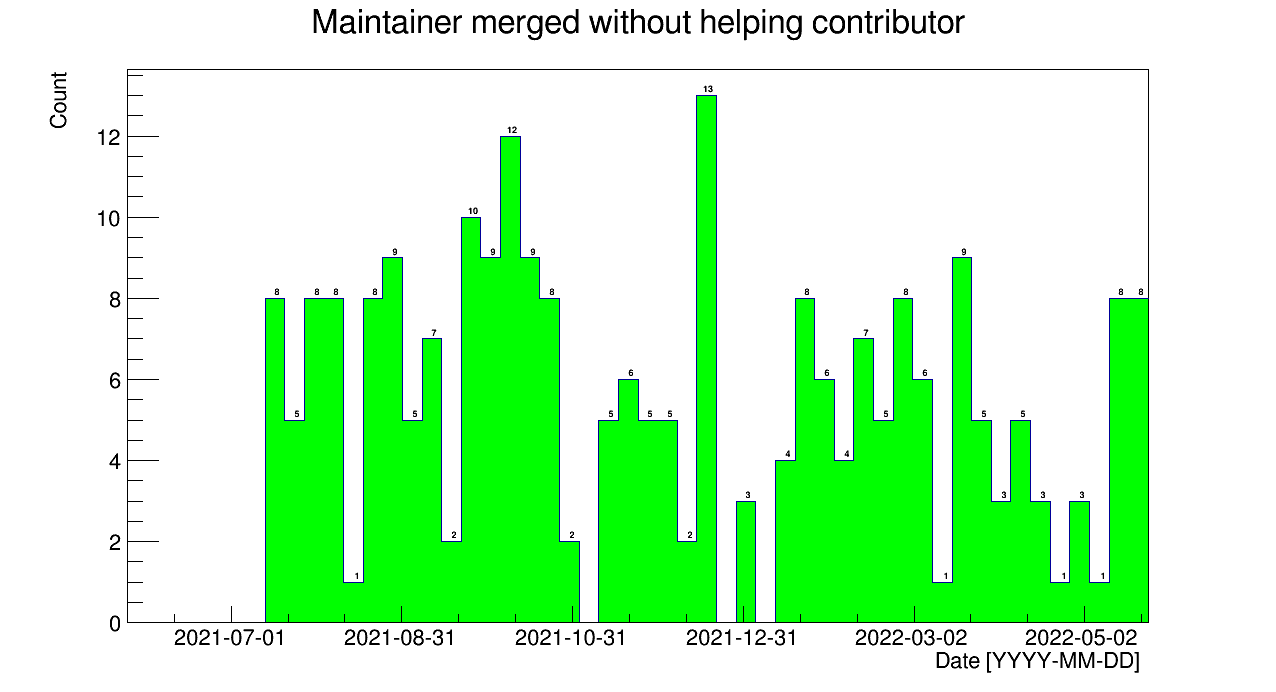 Maintainer merged without helping contributor
Count
12
10
8
6
4
2
0
8 5 8 8 1 8 9 5 7 2 10 9 12 9 8 2 5 6 5 5 2 13 3 4 8 6 4 7 5 8 6 1 9 5 3 5 3 1 3 1 8 8
2021-07-01 2021-08-31 2021-10-31 2021-12-31 2022-03-02 2022-05-02
Date [YYYY-MM-DD]